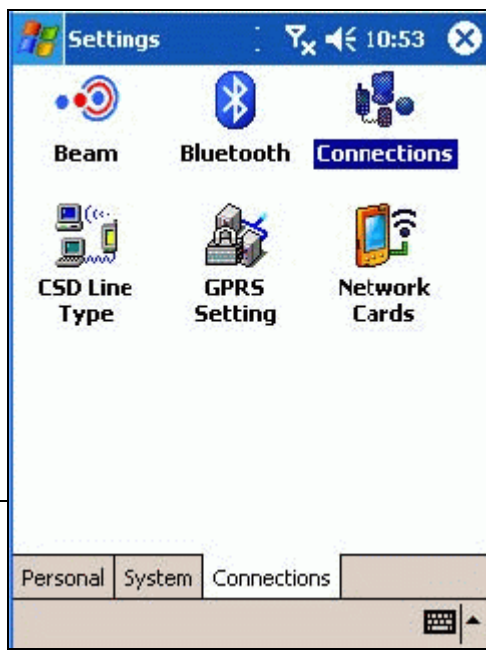 Settings 10:53
Beam Bluetooth Connections
CSD Line GPRS Network
Type Setting Cards
Personal System Connections